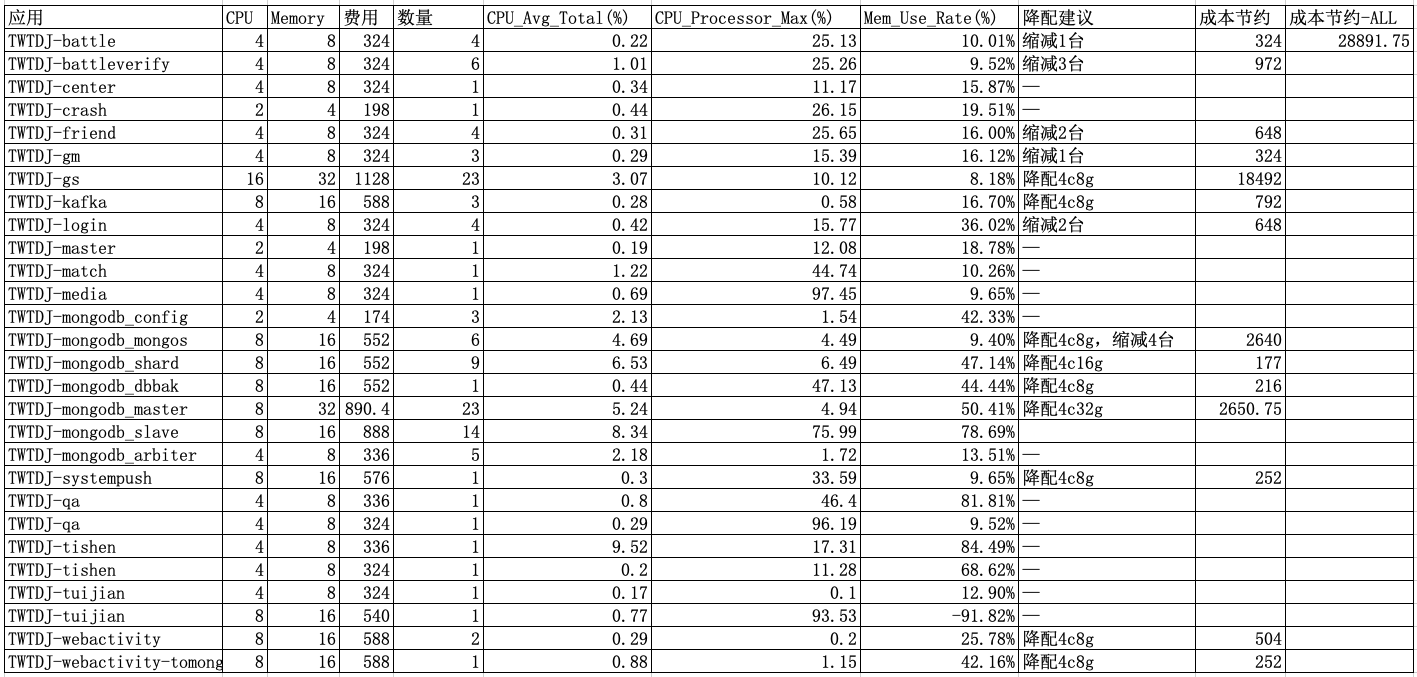 应用 CPU Memory 费用 数量 CPU_Avg_Total(%) CPU_Processor_Max(%) Mem_Use_Rate(%) 降配建议 成本节约 成本节约-ALL
TWTDJ-battle 4 8 324 4 0.22 25.13 10.01% 缩减1台 324 28891.75
TWTDJ-battleverify 4 8 324 6 1.01 25.26 9.52% 缩减3台 972
TWTDJ-center 4 8 324 1 0.34 11.17 15.87% —
TWTDJ-crash 2 4 198 1 0.44 26.15 19.51% —
TWTDJ-friend 4 8 324 4 0.31 25.65 16.00% 缩减2台 648
TWTDJ-gm 4 8 324 3 0.29 15.39 16.12% 缩减1台 324
TWTDJ-gs 16 32 1128 23 3.07 10.12 8.18% 降配4c8g 18492
TWTDJ-kafka 8 16 588 3 0.28 0.58 16.70% 降配4c8g 792
TWTDJ-login 4 8 324 4 0.42 15.77 36.02% 缩减2台 648
TWTDJ-master 2 4 198 1 0.19 12.08 18.78% —
TWTDJ-match 4 8 324 1 1.22 44.74 10.26% —
TWTDJ-media 4 8 324 1 0.69 97.45 9.65% —
TWTDJ-mongodb_config 2 4 174 3 2.13 1.54 42.33% —
TWTDJ-mongodb_mongos 8 16 552 6 4.69 4.49 9.40% 降配4c8g，缩减4台 2640
TWTDJ-mongodb_shard 8 16 552 9 6.53 6.49 47.14% 降配4c16g 177
TWTDJ-mongodb_dbbak 8 16 552 1 0.44 47.13 44.44% 降配4c8g 216
TWTDJ-mongodb_master 8 32 890.4 23 5.24 4.94 50.41% 降配4c32g 2650.75
TWTDJ-mongodb_slave 8 16 888 14 8.34 75.99 78.69%
TWTDJ-mongodb_arbiter 4 8 336 5 2.18 1.72 13.51% —
TWTDJ-systempush 8 16 576 1 0.3 33.59 9.65% 降配4c8g 252
TWTDJ-qa 4 8 336 1 0.8 46.4 81.81% —
TWTDJ-qa 4 8 324 1 0.29 96.19 9.52% —
TWTDJ-tishen 4 8 336 1 9.52 17.31 84.49% —
TWTDJ-tishen 4 8 324 1 0.2 11.28 68.62% —
TWTDJ-tuijian 4 8 324 1 0.17 0.1 12.90% —
TWTDJ-tuijian 8 16 540 1 0.77 93.53 -91.82% —
TWTDJ-webactivity 8 16 588 2 0.29 0.2 25.78% 降配4c8g 504
TWTDJ-webactivity-tomong 8 16 588 1 0.88 1.15 42.16% 降配4c8g 252